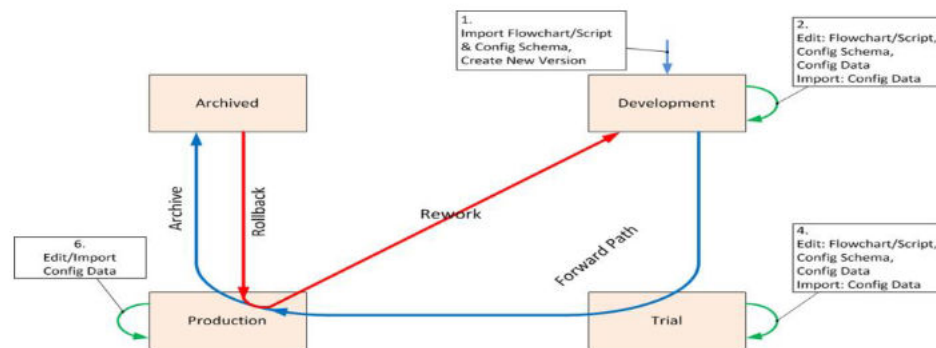 1.
Import Flowchart/Script
& Config Schema,
Create New Version
2.
Edit: Flowchart/Script,
Config Schema,
Config Data
Import: Config Data
Archived
Development
Archive
Rollback
Rework
Forward Path
6.
Edit/Import
Config Data
4.
Edit: Flowchart/Script,
Config Schema,
Config Data
Import: Config Data
Production
Trial